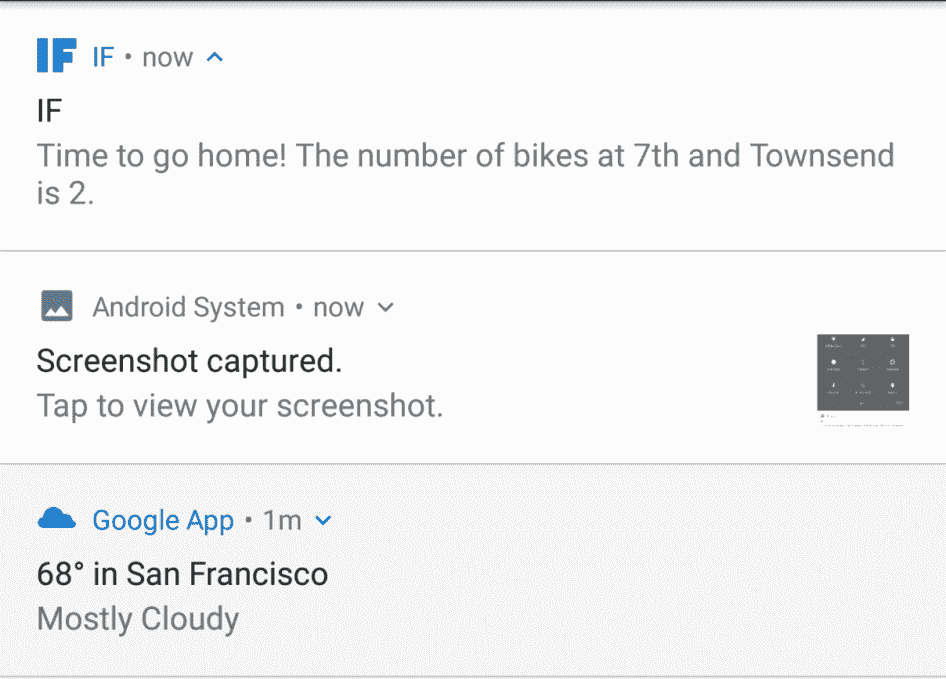 IF IF • now
IF
Time to go home! The number of bikes at 7th and Townsend
is 2.
Android System • now
Screenshot captured.
Tap to view your screenshot.
Google App • 1m
68° in San Francisco
Mostly Cloudy